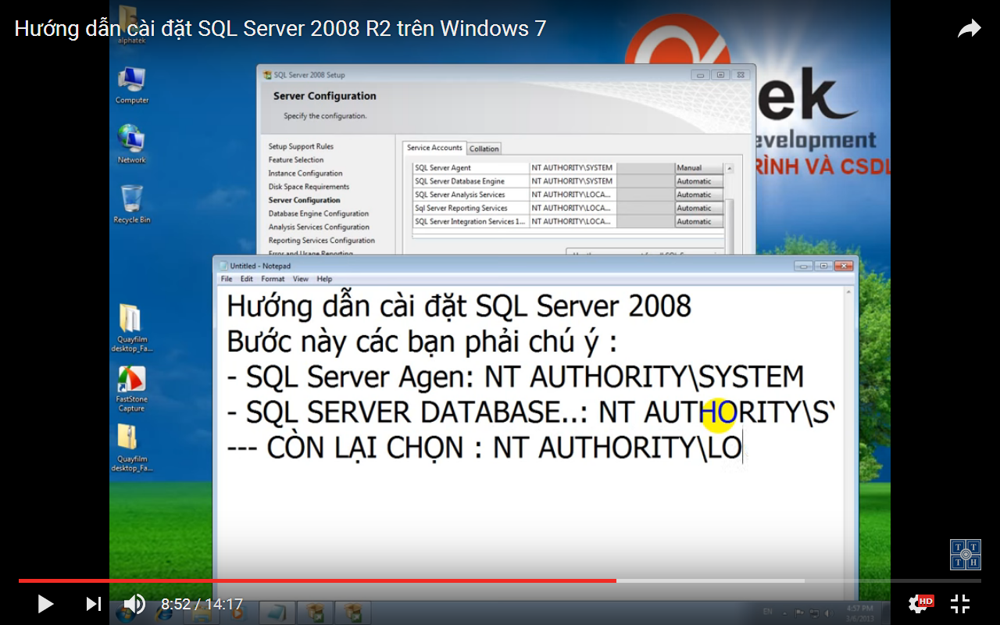 Hướng dẫn cài đặt SQL Server 2008 R2 trên Windows 7
alphatek
Computer
Network
Recycle Bin
Quayfilm
desktop_Fa...
FastStone
Capture
Quayfilm
desktop_Fa...
ek
evelopment
RÌNH VÀ CSDL
SQL Server 2008 Setup
Server Configuration
Specify the configuration.
Setup Support Rules
Feature Selection
Instance Configuration
Disk Space Requirements
Server Configuration
Database Engine Configuration
Analysis Services Configuration
Reporting Services Configuration
Error and Usage Reporting
Service Accounts Collation
SQL Server Agent NT AUTHORITY\SYSTEM Manual
SQL Server Database Engine NT AUTHORITY\SYSTEM Automatic
SQL Server Analysis Services NT AUTHORITY\LOCA... Automatic
Sql Server Reporting Services NT AUTHORITY\LOCA... Automatic
SQL Server Integration Services 1... NT AUTHORITY\LOCA... Automatic
Untitled - Notepad
File Edit Format View Help
Hướng dẫn cài đặt SQL Server 2008
Bước này các bạn phải chú ý :
- SQL Server Agen: NT AUTHORITY\SYSTEM
- SQL SERVER DATABASE..: NT AUTHORITY\SY
--- CÒN LẠI CHỌN : NT AUTHORITY\LO
T T
T H
8:52 / 14:17
HD
EN
4:57 PM
3/6/2013